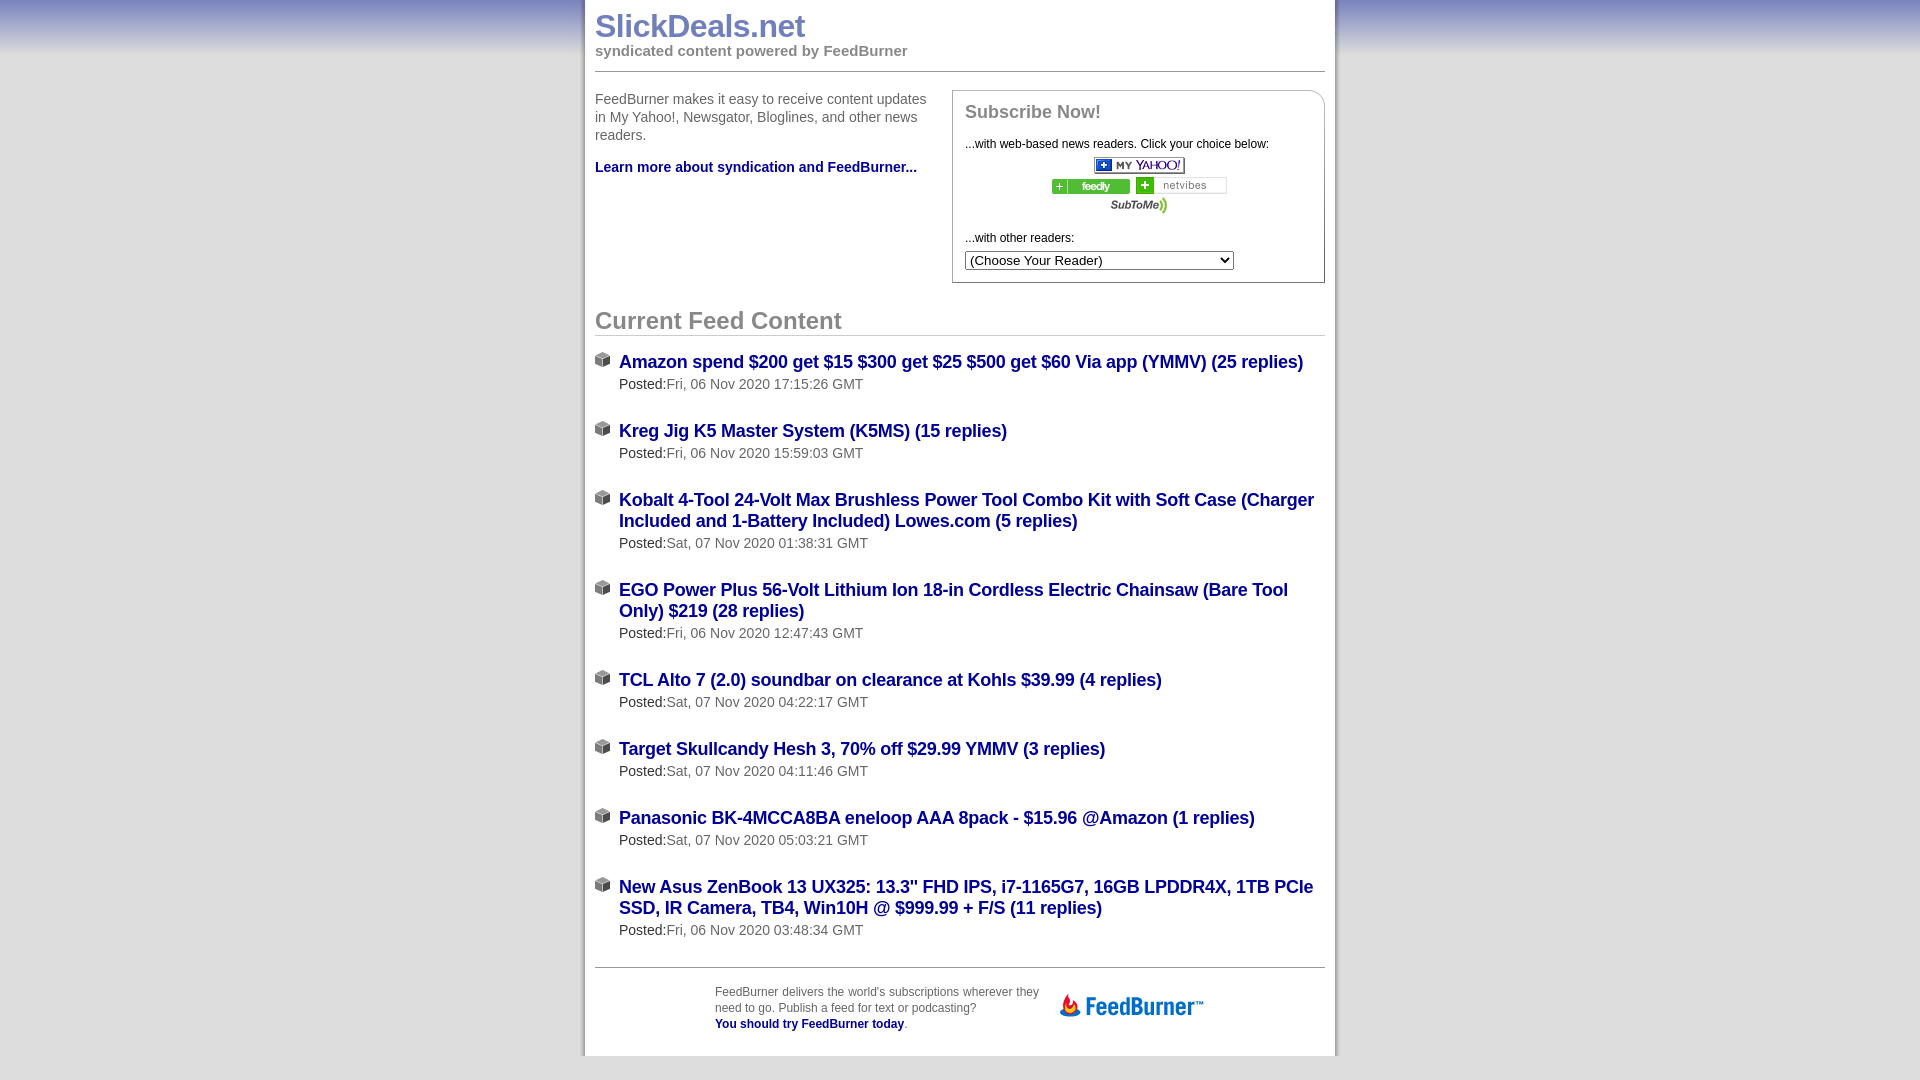 SlickDeals.net
syndicated content powered by FeedBurner
FeedBurner makes it easy to receive content updates
in My Yahoo!, Newsgator, Bloglines, and other news
readers.
Learn more about syndication and FeedBurner...
Subscribe Now!
...with web-based news readers. Click your choice below:
MY YAHOO!
feedly
netvibes
SubToMe
...with other readers:
(Choose Your Reader)
Current Feed Content
Amazon spend $200 get $15 $300 get $25 $500 get $60 Via app (YMMV) (25 replies)
Posted:Fri, 06 Nov 2020 17:15:26 GMT
Kreg Jig K5 Master System (K5MS) (15 replies)
Posted:Fri, 06 Nov 2020 15:59:03 GMT
Kobalt 4-Tool 24-Volt Max Brushless Power Tool Combo Kit with Soft Case (Charger
Included and 1-Battery Included) Lowes.com (5 replies)
Posted:Sat, 07 Nov 2020 01:38:31 GMT
EGO Power Plus 56-Volt Lithium Ion 18-in Cordless Electric Chainsaw (Bare Tool
Only) $219 (28 replies)
Posted:Fri, 06 Nov 2020 12:47:43 GMT
TCL Alto 7 (2.0) soundbar on clearance at Kohls $39.99 (4 replies)
Posted:Sat, 07 Nov 2020 04:22:17 GMT
Target Skullcandy Hesh 3, 70% off $29.99 YMMV (3 replies)
Posted:Sat, 07 Nov 2020 04:11:46 GMT
Panasonic BK-4MCCA8BA eneloop AAA 8pack - $15.96 @Amazon (1 replies)
Posted:Sat, 07 Nov 2020 05:03:21 GMT
New Asus ZenBook 13 UX325: 13.3'' FHD IPS, i7-1165G7, 16GB LPDDR4X, 1TB PCIe
SSD, IR Camera, TB4, Win10H @ $999.99 + F/S (11 replies)
Posted:Fri, 06 Nov 2020 03:48:34 GMT
FeedBurner delivers the world's subscriptions wherever they
need to go. Publish a feed for text or podcasting?
You should try FeedBurner today.
FeedBurner™